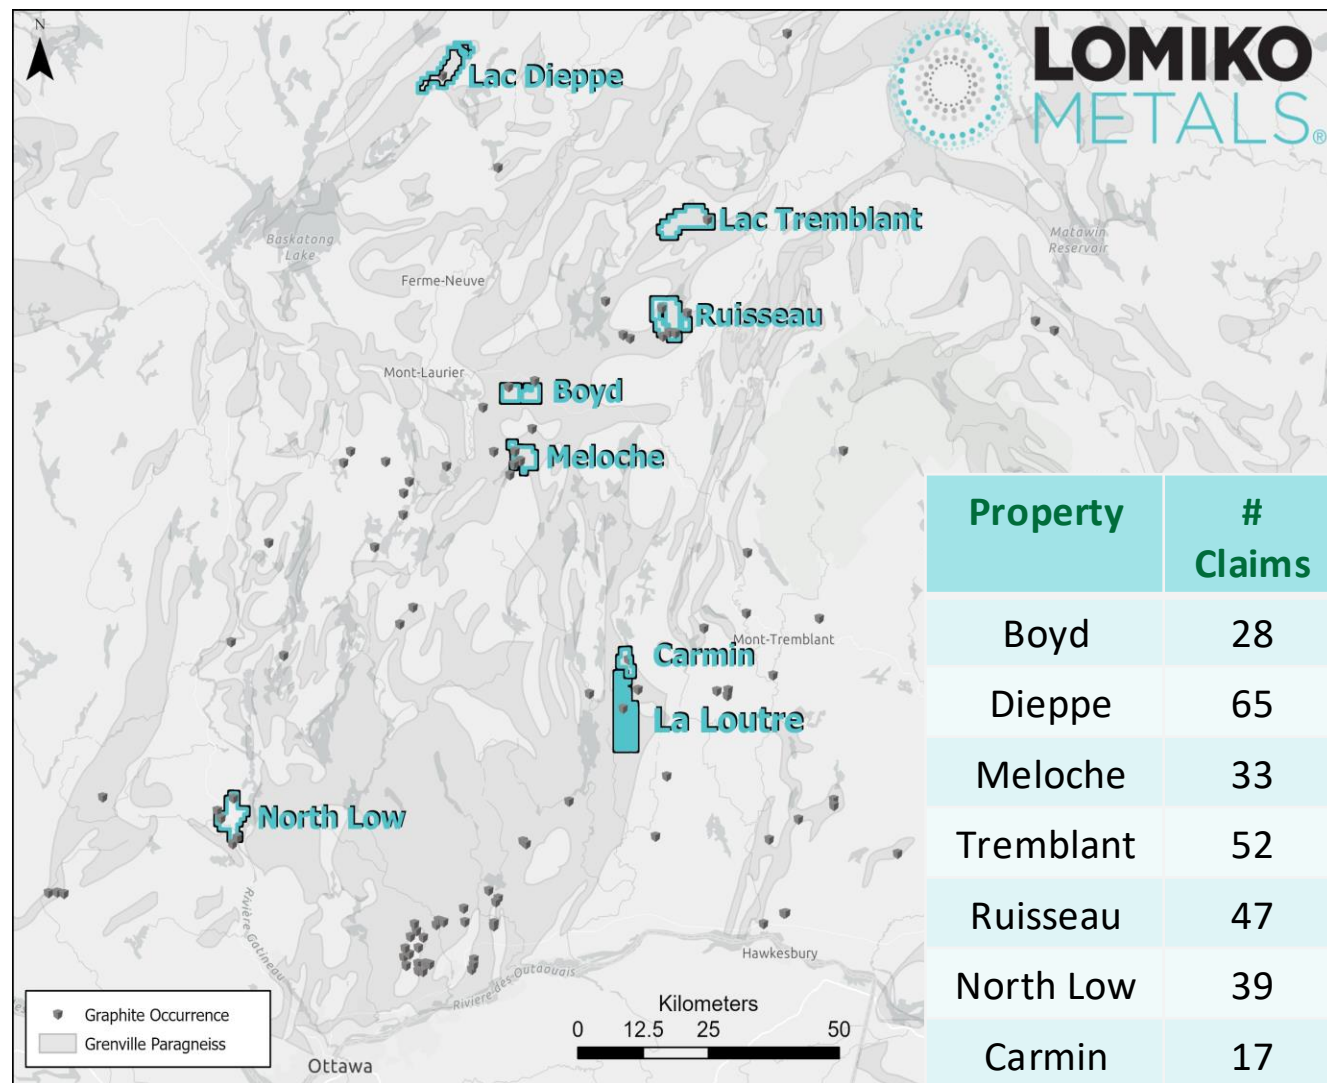 N
LOMIKO
METALS®
Lac Dieppe
Lac Tremblant
Baskatong
Lake
Matawin
Reservoir
Ferme-Neuve
Ruisseau
Mont-Laurier
Boyd
Meloche
Mont-Tremblant
Carmin
La Loutre
North Low
Rivière Gatineau
Rivière des Outaouais
Hawkesbury
Ottawa
Graphite Occurrence
Grenville Paragneiss
Kilometers
0 12.5 25 50
Property #
Claims
Boyd 28
Dieppe 65
Meloche 33
Tremblant 52
Ruisseau 47
North Low 39
Carmin 17